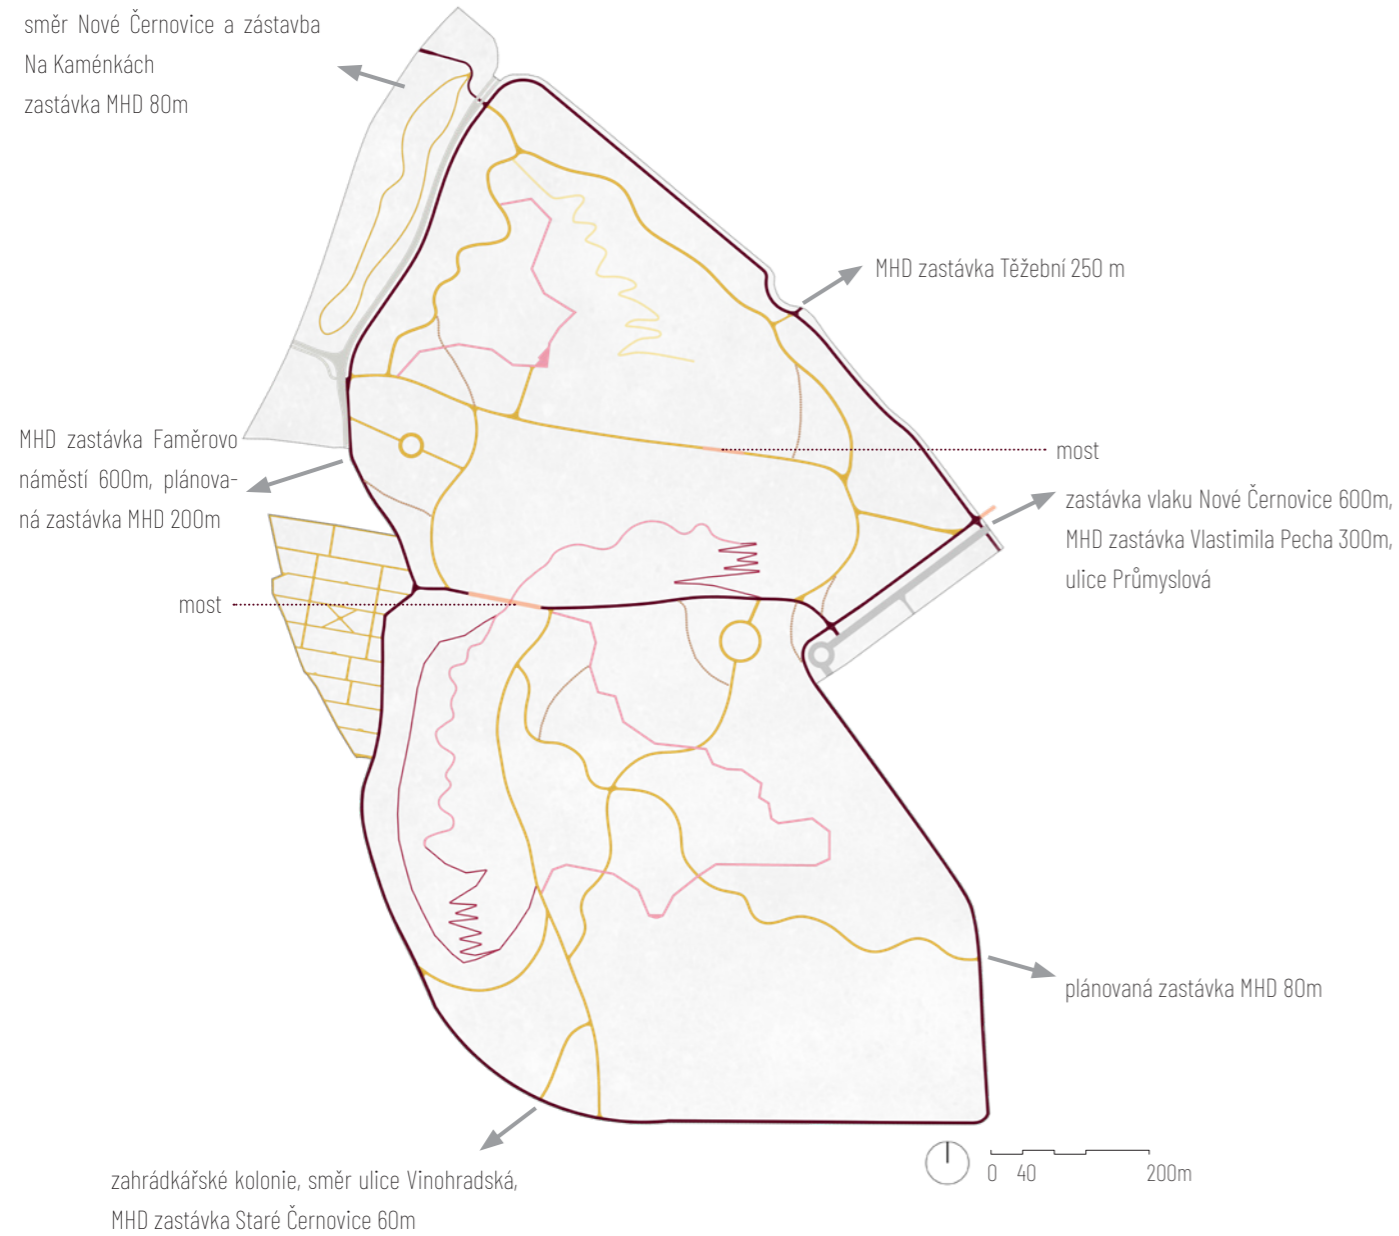 směr Nové Černovice a zástavba
Na Kaménkách
zastávka MHD 80m
MHD zastávka Těžební 250 m
MHD zastávka Faměrovo
náměstí 600m, plánova-
ná zastávka MHD 200m
most
zastávka vlaku Nové Černovice 600m,
MHD zastávka Vlastimila Pecha 300m,
ulice Průmyslová
most
plánovaná zastávka MHD 80m
0 40 200m
zahrádkářské kolonie, směr ulice Vinohradská,
MHD zastávka Staré Černovice 60m